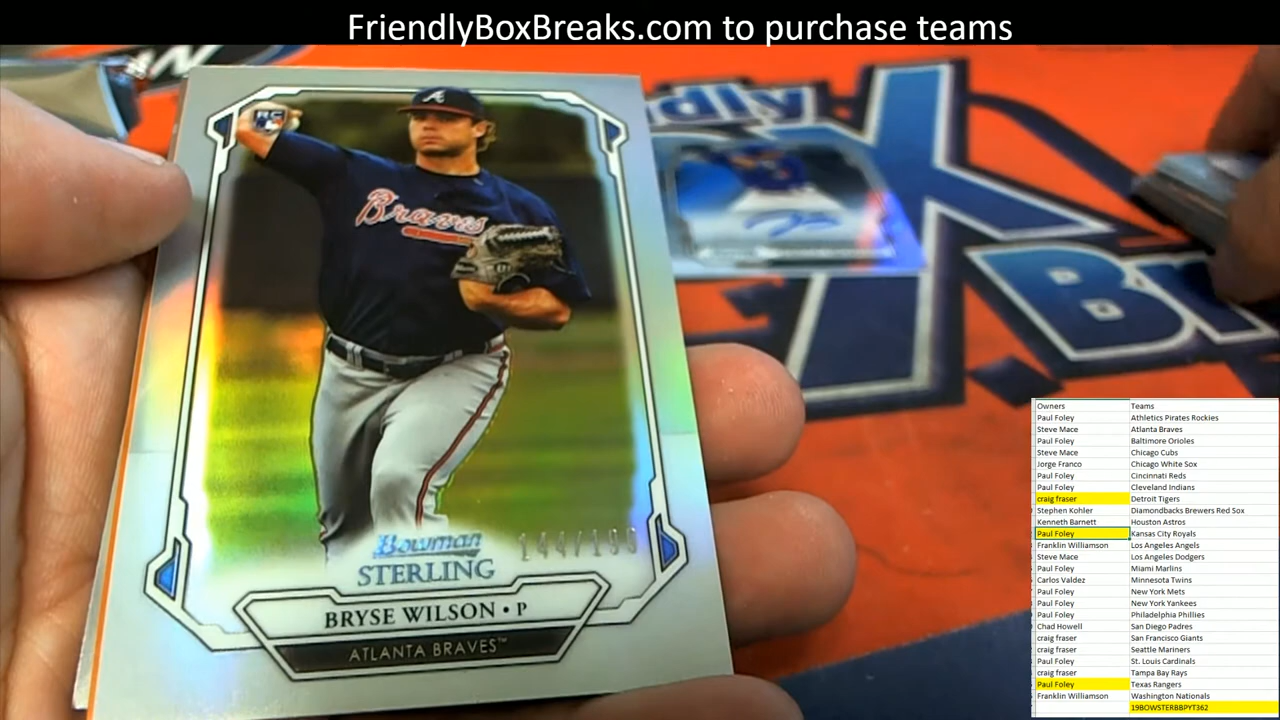 FriendlyBoxBreaks.com to purchase teams
RC
Braves
Bowman
STERLING
BRYSE WILSON • P
ATLANTA BRAVES™
Owners Teams
Paul Foley Athletics Pirates Rockies
Steve Mace Atlanta Braves
Paul Foley Baltimore Orioles
Steve Mace Chicago Cubs
Jorge Franco Chicago White Sox
Paul Foley Cincinnati Reds
Paul Foley Cleveland Indians
craig fraser Detroit Tigers
Stephen Kohler Diamondbacks Brewers Red Sox
Kenneth Barnett Houston Astros
Paul Foley Kansas City Royals
Franklin Williamson Los Angeles Angels
Steve Mace Los Angeles Dodgers
Paul Foley Miami Marlins
Carlos Valdez Minnesota Twins
Paul Foley New York Mets
Paul Foley New York Yankees
Paul Foley Philadelphia Phillies
Chad Howell San Diego Padres
craig fraser San Francisco Giants
craig fraser Seattle Mariners
Paul Foley St. Louis Cardinals
craig fraser Tampa Bay Rays
Paul Foley Texas Rangers
Franklin Williamson Washington Nationals
19BOWSTERBBPYT362